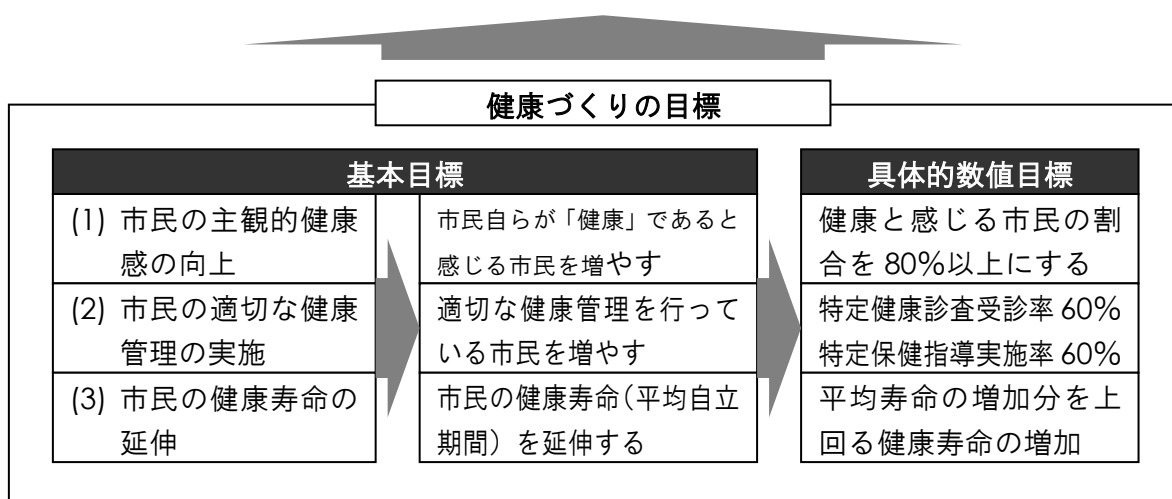 健康づくりの目標
基本目標
具体的数値目標
(1) 市民の主観的健康
感の向上
市民自らが「健康」であると
感じる市民を増やす
健康と感じる市民の割
合を 80%以上にする
(2) 市民の適切な健康
管理の実施
適切な健康管理を行って
いる市民を増やす
特定健康診査受診率 60%
特定保健指導実施率 60%
(3) 市民の健康寿命の
延伸
市民の健康寿命(平均自立
期間)を延伸する
平均寿命の増加分を上
回る健康寿命の増加